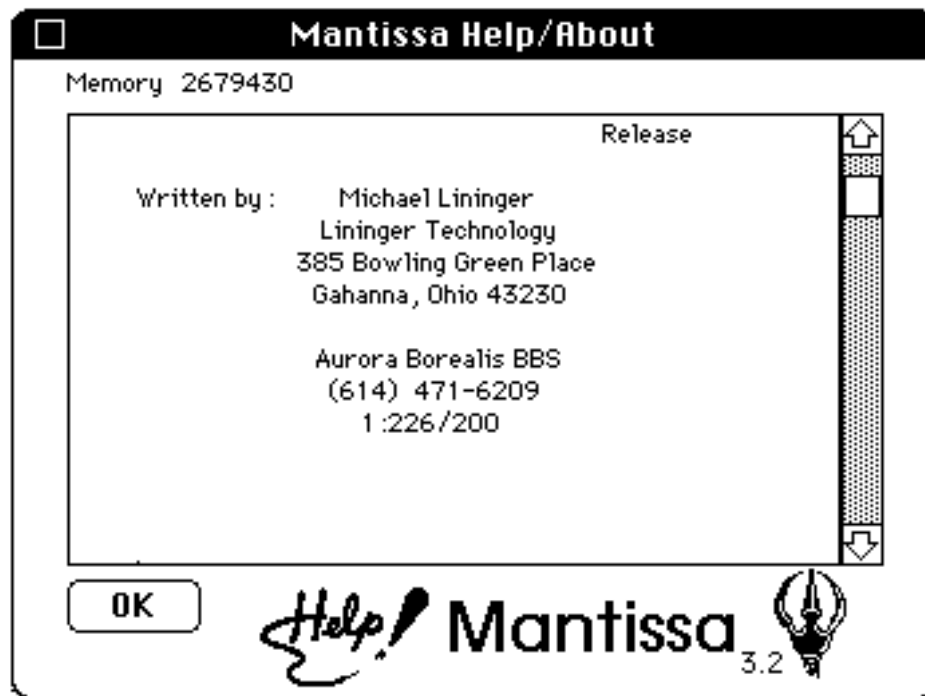 Mantissa Help/About
Memory 2679430
Release
Written by : Michael Lininger
Lininger Technology
385 Bowling Green Place
Gahanna, Ohio 43230
Aurora Borealis BBS
(614) 471-6209
1:226/200
OK
Help! Mantissa 3.2